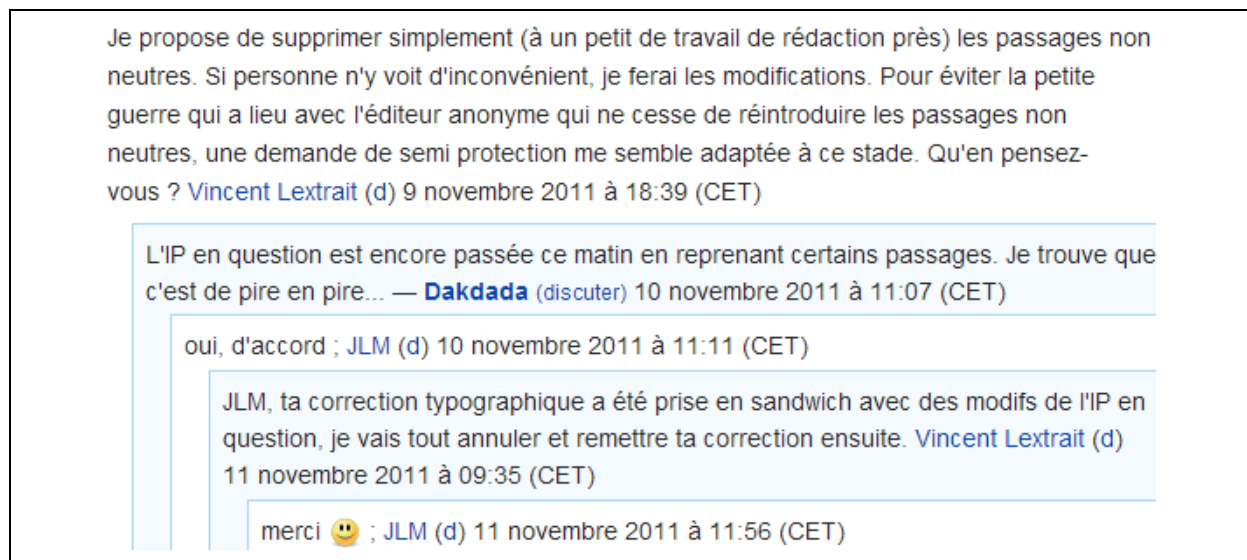 Je propose de supprimer simplement (à un petit de travail de rédaction près) les passages non
neutres. Si personne n'y voit d'inconvénient, je ferai les modifications. Pour éviter la petite
guerre qui a lieu avec l'éditeur anonyme qui ne cesse de réintroduire les passages non
neutres, une demande de semi protection me semble adaptée à ce stade. Qu'en pensez-
vous ? Vincent Lextrait (d) 9 novembre 2011 à 18:39 (CET)
L'IP en question est encore passée ce matin en reprenant certains passages. Je trouve que
c'est de pire en pire... — Dakdada (discuter) 10 novembre 2011 à 11:07 (CET)
oui, d'accord ; JLM (d) 10 novembre 2011 à 11:11 (CET)
JLM, ta correction typographique a été prise en sandwich avec des modifs de l'IP en
question, je vais tout annuler et remettre ta correction ensuite. Vincent Lextrait (d)
11 novembre 2011 à 09:35 (CET)
merci 🙂 ; JLM (d) 11 novembre 2011 à 11:56 (CET)